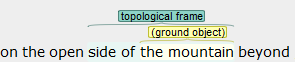 topological frame
(ground object)
on the open side of the mountain beyond